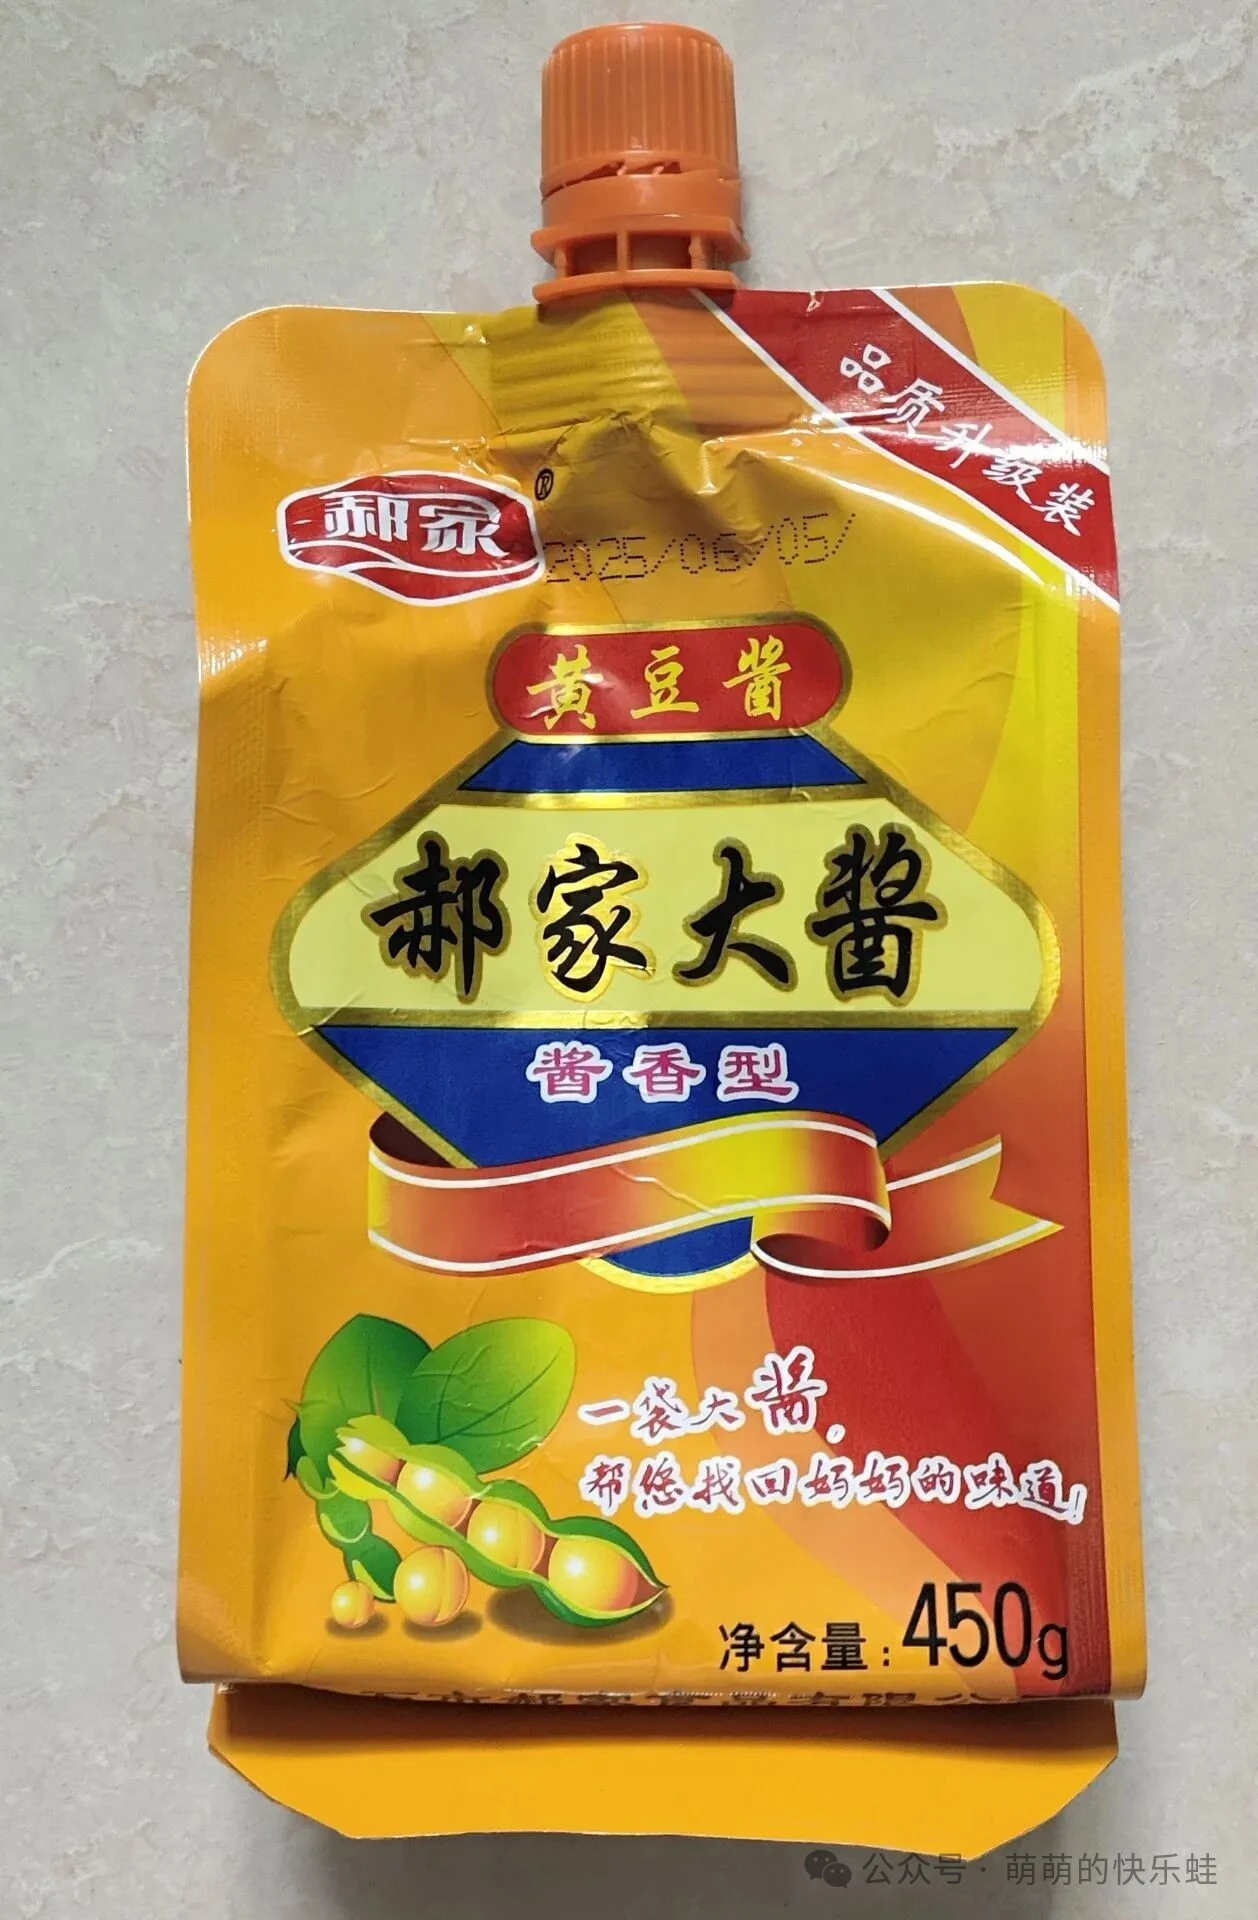 品质升级装
郝家®
2025/06/05/
黄豆酱
郝家大酱
酱香型
一袋大酱，
帮您找回妈妈的味道！
净含量：450g
公众号·萌萌的快乐蛙